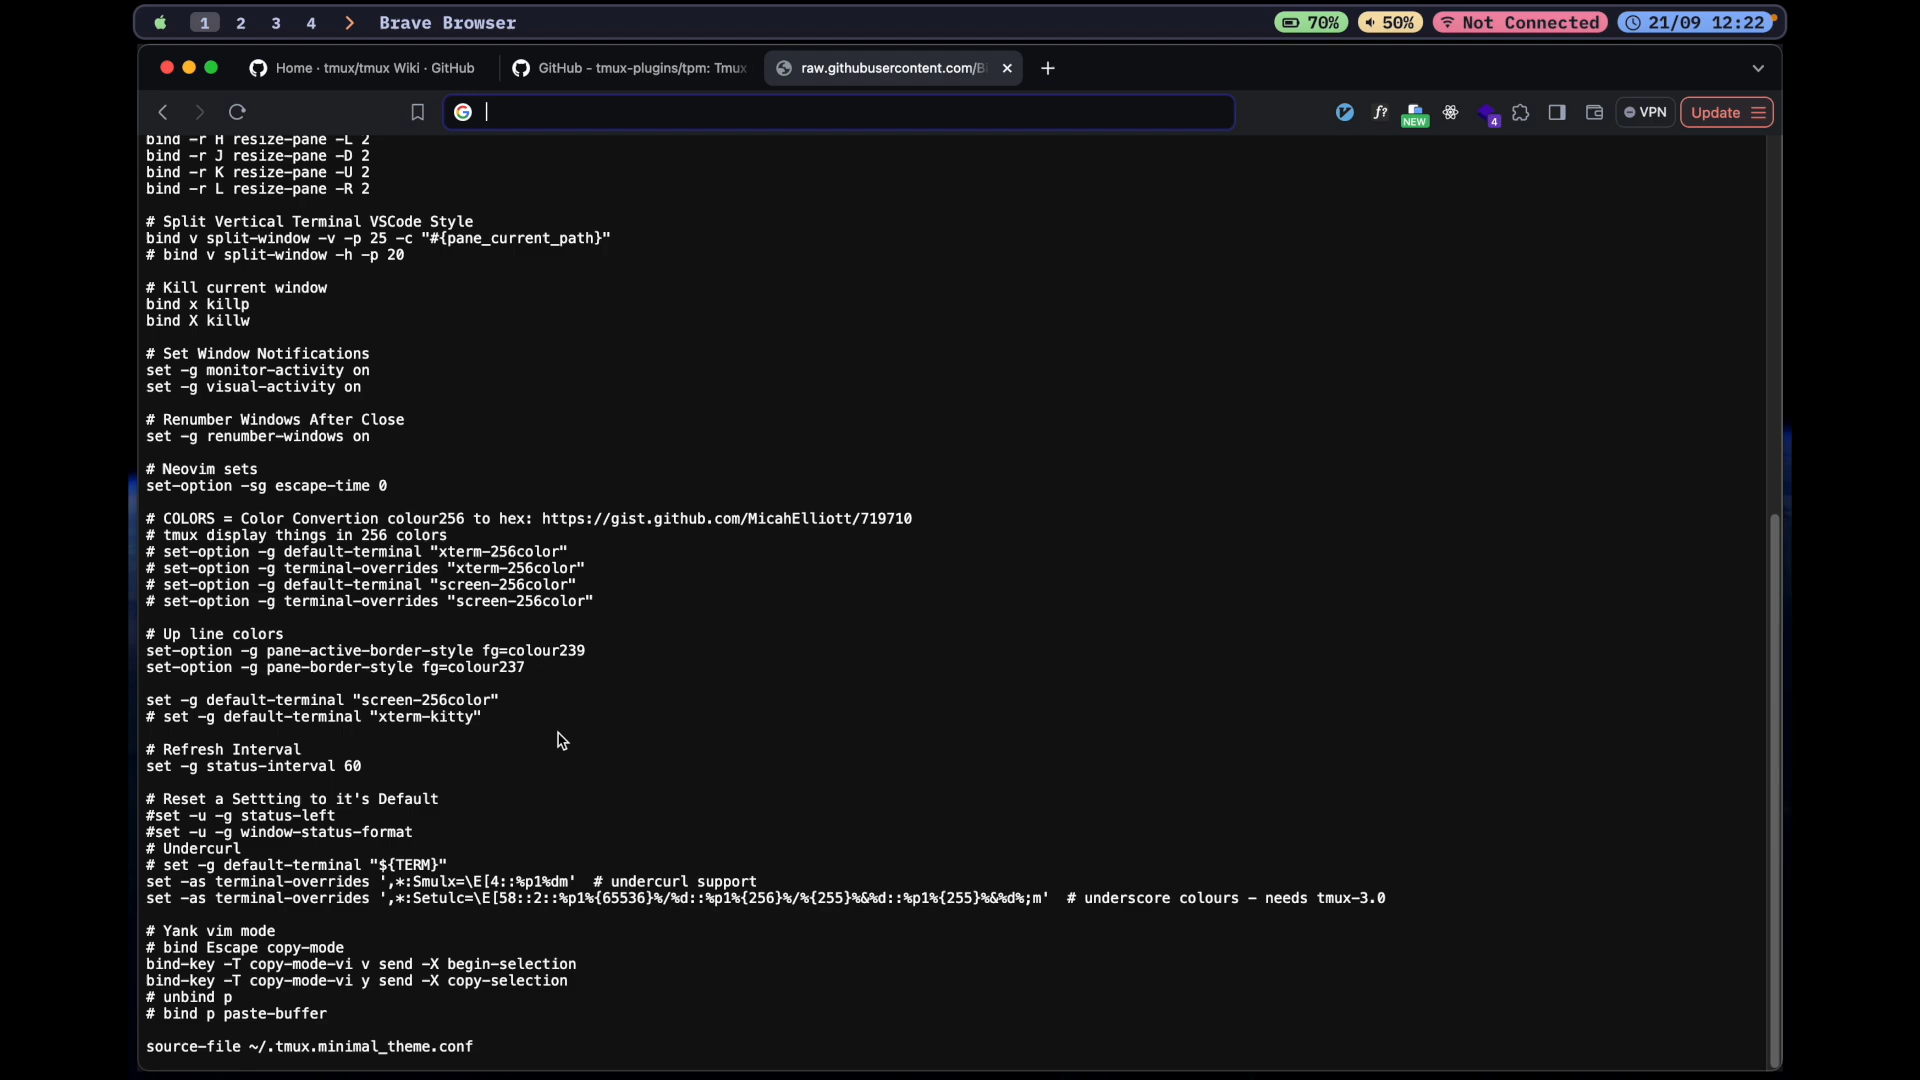 1 2 3 4 > Brave Browser 70% 50% Not Connected 21/09 12:22
Home · tmux/tmux Wiki · GitHub GitHub - tmux-plugins/tpm: Tmux raw.githubusercontent.com/B
f? NEW 4 VPN Update
bind -r H resize-pane -L 2
bind -r J resize-pane -D 2
bind -r K resize-pane -U 2
bind -r L resize-pane -R 2
# Split Vertical Terminal VSCode Style
bind v split-window -v -p 25 -c "#{pane_current_path}"
# bind v split-window -h -p 20
# Kill current window
bind x killp
bind X killw
# Set Window Notifications
set -g monitor-activity on
set -g visual-activity on
# Renumber Windows After Close
set -g renumber-windows on
# Neovim sets
set-option -sg escape-time 0
# COLORS = Color Convertion colour256 to hex: https://gist.github.com/MicahElliott/719710
# tmux display things in 256 colors
# set-option -g default-terminal "xterm-256color"
# set-option -g terminal-overrides "xterm-256color"
# set-option -g default-terminal "screen-256color"
# set-option -g terminal-overrides "screen-256color"
# Up line colors
set-option -g pane-active-border-style fg=colour239
set-option -g pane-border-style fg=colour237
set -g default-terminal "screen-256color"
# set -g default-terminal "xterm-kitty"
# Refresh Interval
set -g status-interval 60
# Reset a Settting to it's Default
#set -u -g status-left
#set -u -g window-status-format
# Undercurl
# set -g default-terminal "${TERM}"
set -as terminal-overrides ',*:Smulx=\E[4::%p1%dm'  # undercurl support
set -as terminal-overrides ',*:Setulc=\E[58::2::%p1%{65536}%/%d::%p1%{256}%/%{255}%&%d::%p1%{255}%&%d%;m'  # underscore colours - needs tmux-3.0
# Yank vim mode
# bind Escape copy-mode
bind-key -T copy-mode-vi v send -X begin-selection
bind-key -T copy-mode-vi y send -X copy-selection
# unbind p
# bind p paste-buffer
source-file ~/.tmux.minimal_theme.conf